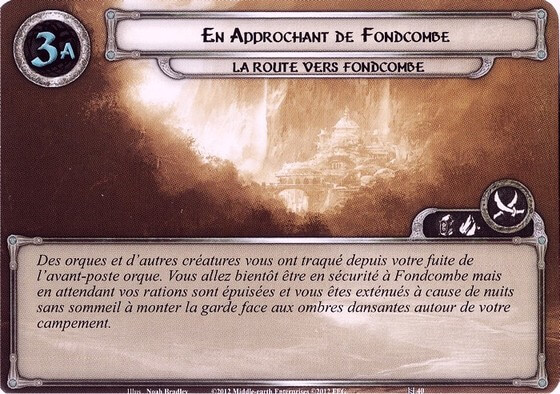 3A
En Approchant de Fondcombe
La Route vers Fondcombe
Des orques et d'autres créatures vous ont traqué depuis votre fuite de
l'avant-poste orque. Vous allez bientôt être en sécurité à Fondcombe mais
en attendant vos rations sont épuisées et vous êtes exténués à cause de nuits
sans sommeil à monter la garde face aux ombres dansantes autour de votre
campement.
Illus. Noah Bradley ©2012 Middle-earth Enterprises ©2012 FFG